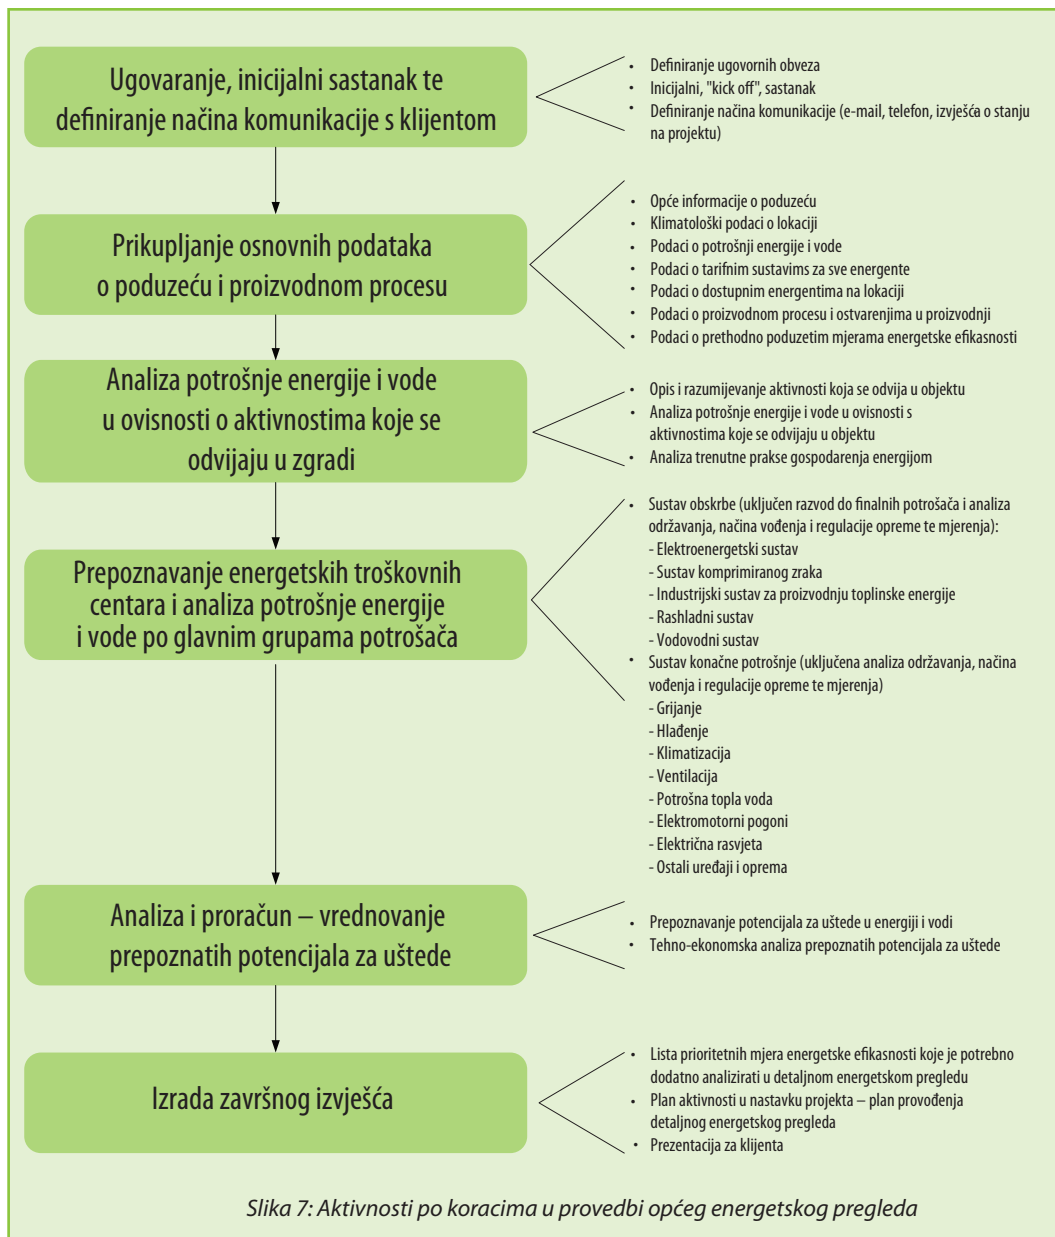 Ugovaranje, inicijalni sastanak te
definiranje načina komunikacije s klijentom
• Definiranje ugovornih obveza
• Inicijalni, "kick off", sastanak
• Definiranje načina komunikacije (e-mail, telefon, izvješća o stanju
na projektu)
Prikupljanje osnovnih podataka
o poduzeću i proizvodnom procesu
• Opće informacije o poduzeću
• Klimatološki podaci o lokaciji
• Podaci o potrošnji energije i vode
• Podaci o tarifnim sustavims za sve energente
• Podaci o dostupnim energentima na lokaciji
• Podaci o proizvodnom procesu i ostvarenjima u proizvodnji
• Podaci o prethodno poduzetim mjerama energetske efikasnosti
Analiza potrošnje energije i vode
u ovisnosti o aktivnostima koje se
odvijaju u zgradi
• Opis i razumijevanje aktivnosti koja se odvija u objektu
• Analiza potrošnje energije i vode u ovisnosti s
aktivnostima koje se odvijaju u objektu
• Analiza trenutne prakse gospodarenja energijom
Prepoznavanje energetskih troškovnih
centara i analiza potrošnje energije
i vode po glavnim grupama potrošača
• Sustav obskrbe (uključen razvod do finalnih potrošača i analiza
održavanja, načina vođenja i regulacije opreme te mjerenja):
- Elektroenergetski sustav
- Sustav komprimiranog zraka
- Industrijski sustav za proizvodnju toplinske energije
- Rashladni sustav
- Vodovodni sustav
• Sustav konačne potrošnje (uključena analiza održavanja, načina
vođenja i regulacije opreme te mjerenja)
- Grijanje
- Hlađenje
- Klimatizacija
- Ventilacija
- Potrošna topla voda
- Elektromotorni pogoni
- Električna rasvjeta
- Ostali uređaji i oprema
Analiza i proračun – vrednovanje
prepoznatih potencijala za uštede
• Prepoznavanje potencijala za uštede u energiji i vodi
• Tehno-ekonomska analiza prepoznatih potencijala za uštede
Izrada završnog izvješća
• Lista prioritetnih mjera energetske efikasnosti koje je potrebno
dodatno analizirati u detaljnom energetskom pregledu
• Plan aktivnosti u nastavku projekta – plan provođenja
detaljnog energetskog pregleda
• Prezentacija za klijenta
Slika 7: Aktivnosti po koracima u provedbi općeg energetskog pregleda